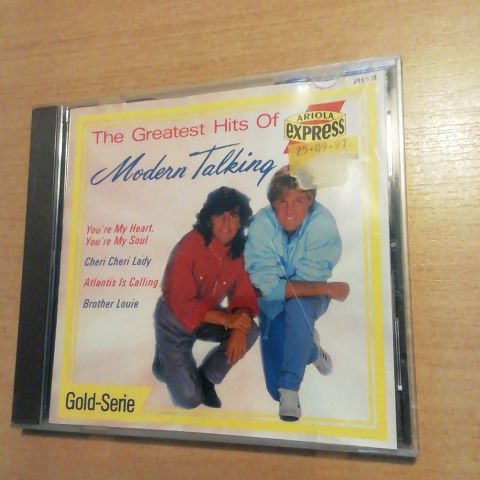 The Greatest Hits Of
ARIOLA
express
25·09·97
Modern Talking
You're My Heart,
You're My Soul
Cheri Cheri Lady
Atlantis Is Calling
Brother Louie
Gold-Serie